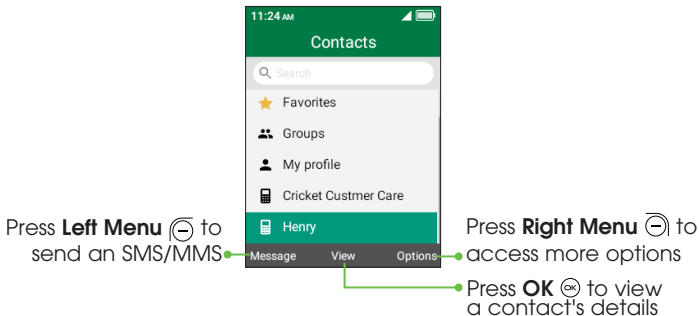 11:24 AM
Contacts
Search
Favorites
Groups
My profile
Cricket Custmer Care
Henry
Message View Options
Press Left Menu to
send an SMS/MMS
Press Right Menu to
access more options
Press OK OK to view
a contact's details